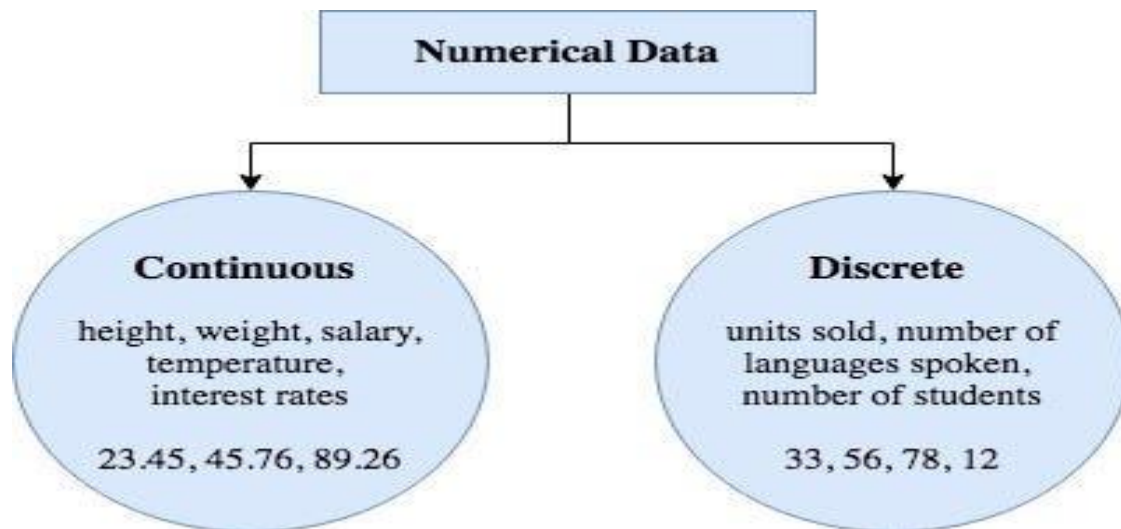 Numerical Data
Continuous
height, weight, salary,
temperature,
interest rates
23.45, 45.76, 89.26
Discrete
units sold, number of
languages spoken,
number of students
33, 56, 78, 12